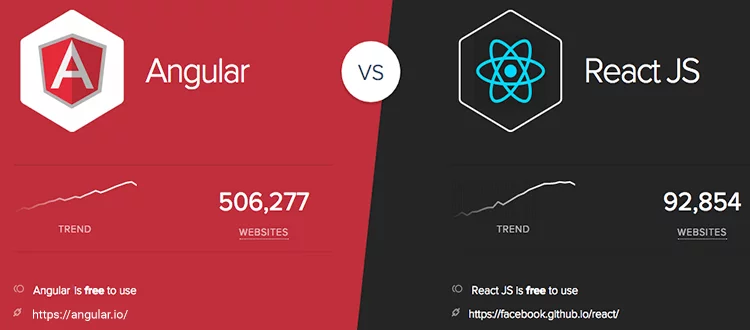 A
Angular
VS
React JS
TREND
506,277
WEBSITES
TREND
92,854
WEBSITES
Angular is free to use
https://angular.io/
React JS is free to use
https://facebook.github.io/react/